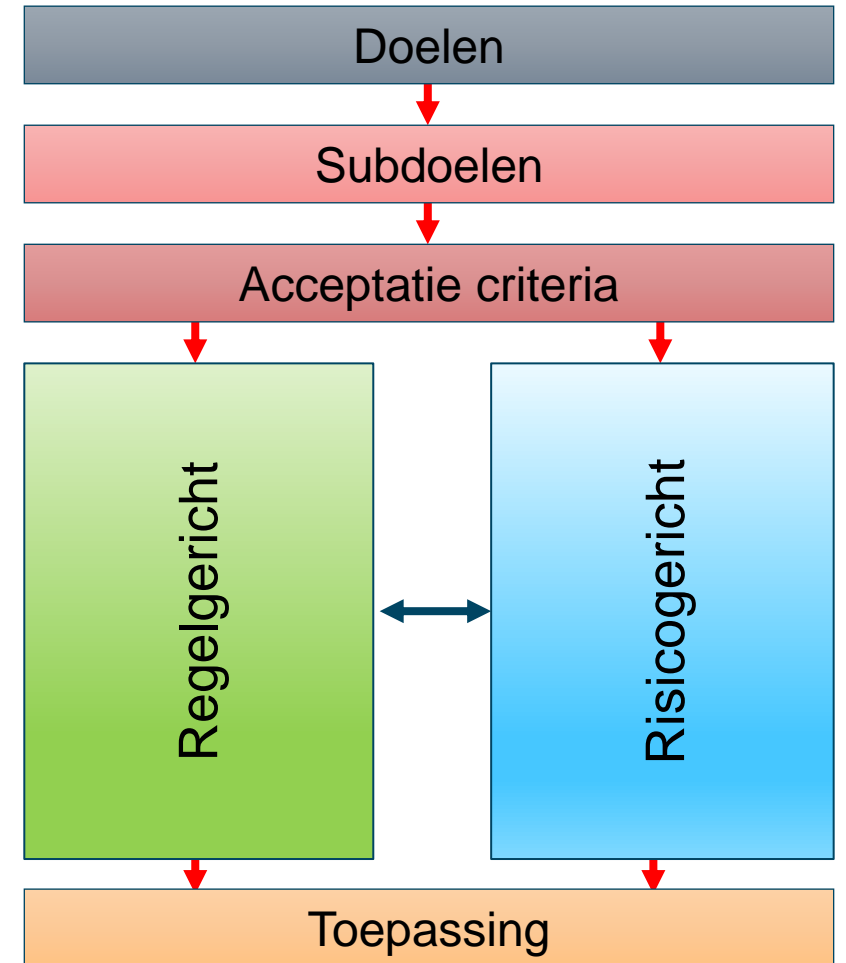 Doelen
Subdoelen
Acceptatie criteria
Regelgericht
Risicogericht
Toepassing